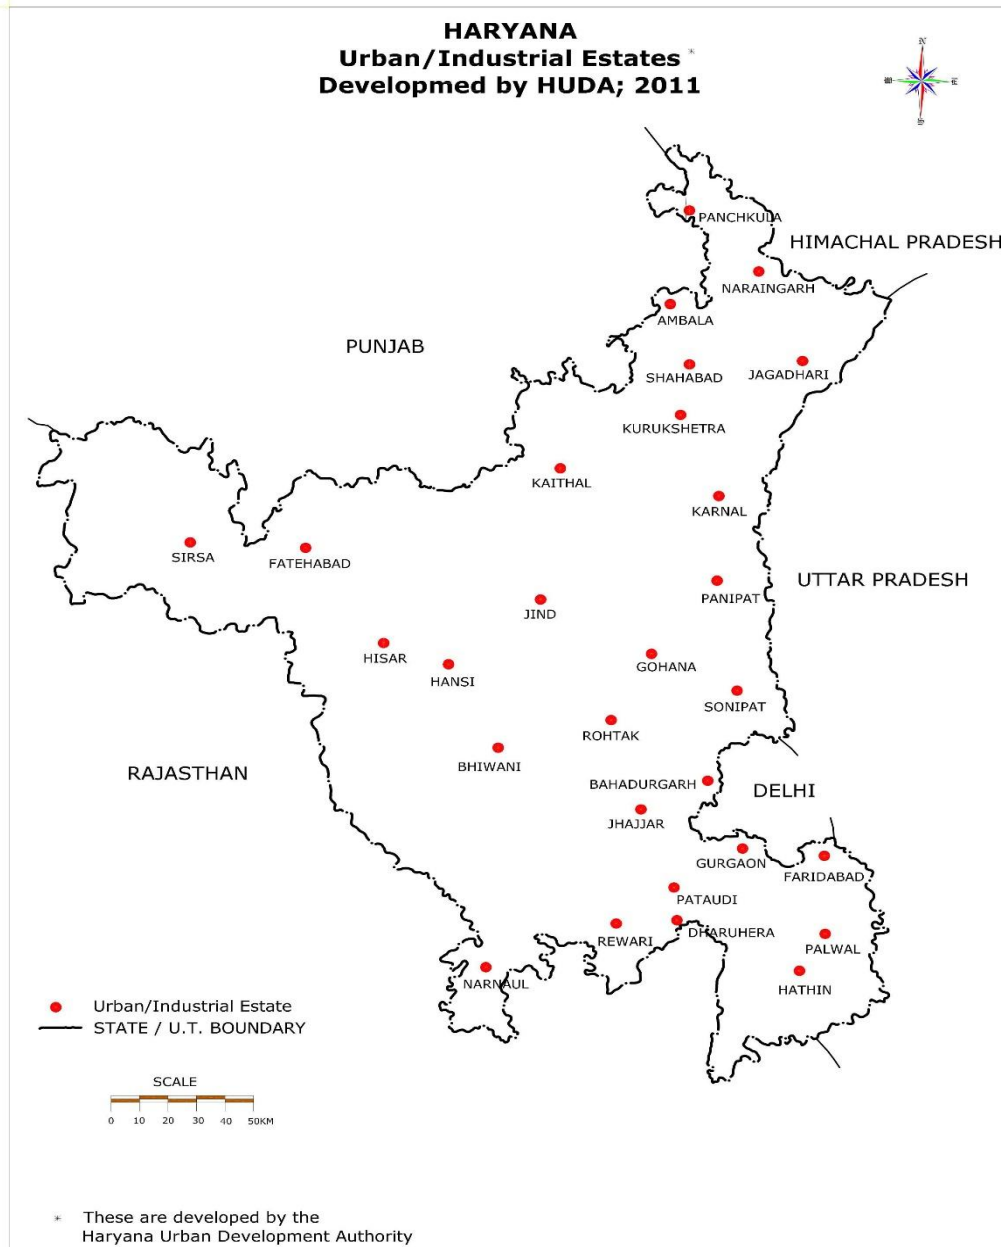 HARYANA
Urban/Industrial Estates *
Developmed by HUDA; 2011
N
E
S
PANCHKULA
HIMACHAL PRADESH
NARAINGARH
AMBALA
PUNJAB
SHAHABAD
JAGADHARI
KURUKSHETRA
KAITHAL
KARNAL
SIRSA
FATEHABAD
UTTAR PRADESH
PANIPAT
JIND
HISAR
GOHANA
HANSI
SONIPAT
ROHTAK
BHIWANI
RAJASTHAN
BAHADURGARH
DELHI
JHAJJAR
GURGAON
FARIDABAD
PATAUDI
DHARUHERA
REWARI
PALWAL
NARNAUL
HATHIN
Urban/Industrial Estate
STATE / U.T. BOUNDARY
SCALE
0 10 20 30 40 50KM
* These are developed by the
Haryana Urban Development Authority